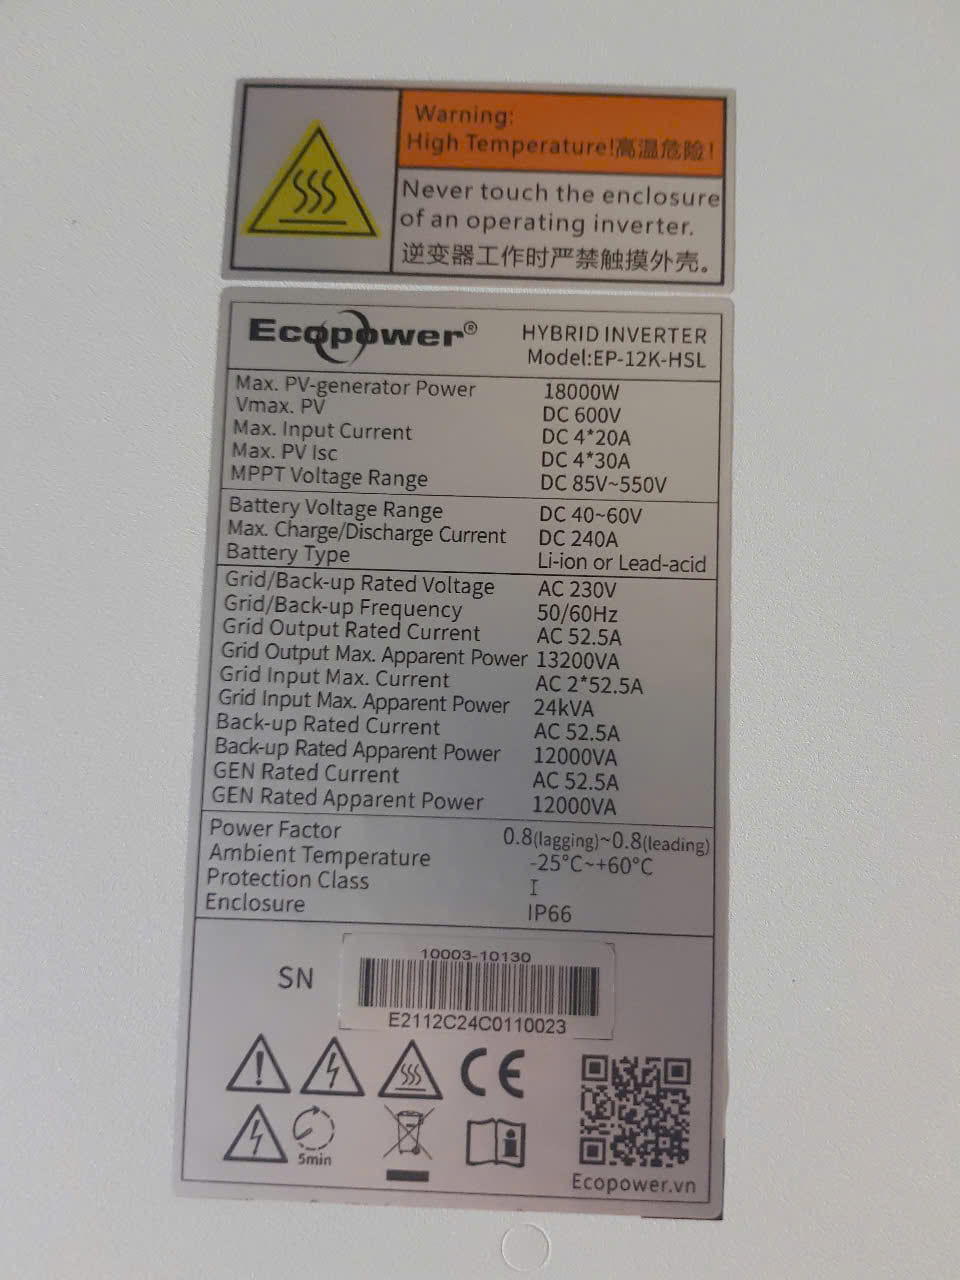 Warning:
High Temperature!高温危险!
Never touch the enclosure
of an operating inverter.
逆变器工作时严禁触摸外壳。
Ecopower®
HYBRID INVERTER
Model:EP-12K-HSL
Max. PV-generator Power 18000W
Vmax. PV DC 600V
Max. Input Current DC 4*20A
Max. PV Isc DC 4*30A
MPPT Voltage Range DC 85V~550V
Battery Voltage Range DC 40~60V
Max. Charge/Discharge Current DC 240A
Battery Type Li-ion or Lead-acid
Grid/Back-up Rated Voltage AC 230V
Grid/Back-up Frequency 50/60Hz
Grid Output Rated Current AC 52.5A
Grid Output Max. Apparent Power 13200VA
Grid Input Max. Current AC 2*52.5A
Grid Input Max. Apparent Power 24kVA
Back-up Rated Current AC 52.5A
Back-up Rated Apparent Power 12000VA
GEN Rated Current AC 52.5A
GEN Rated Apparent Power 12000VA
Power Factor 0.8(lagging)~0.8(leading)
Ambient Temperature -25°C~+60°C
Protection Class I
Enclosure IP66
10003-10130
SN
E2112C24C0110023
CE
5min
Ecopower.vn